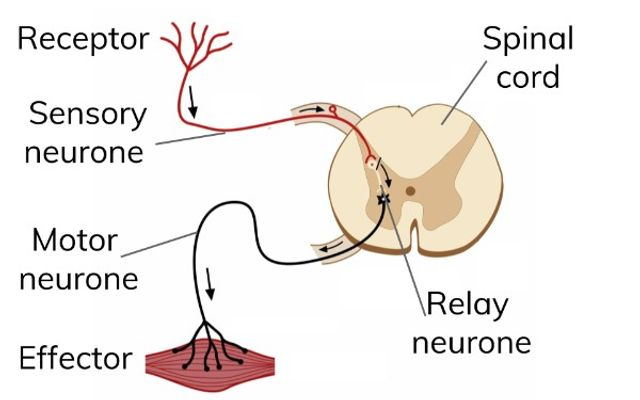 Receptor
Spinal
cord
Sensory
neurone
Motor
neurone
Relay
neurone
Effector